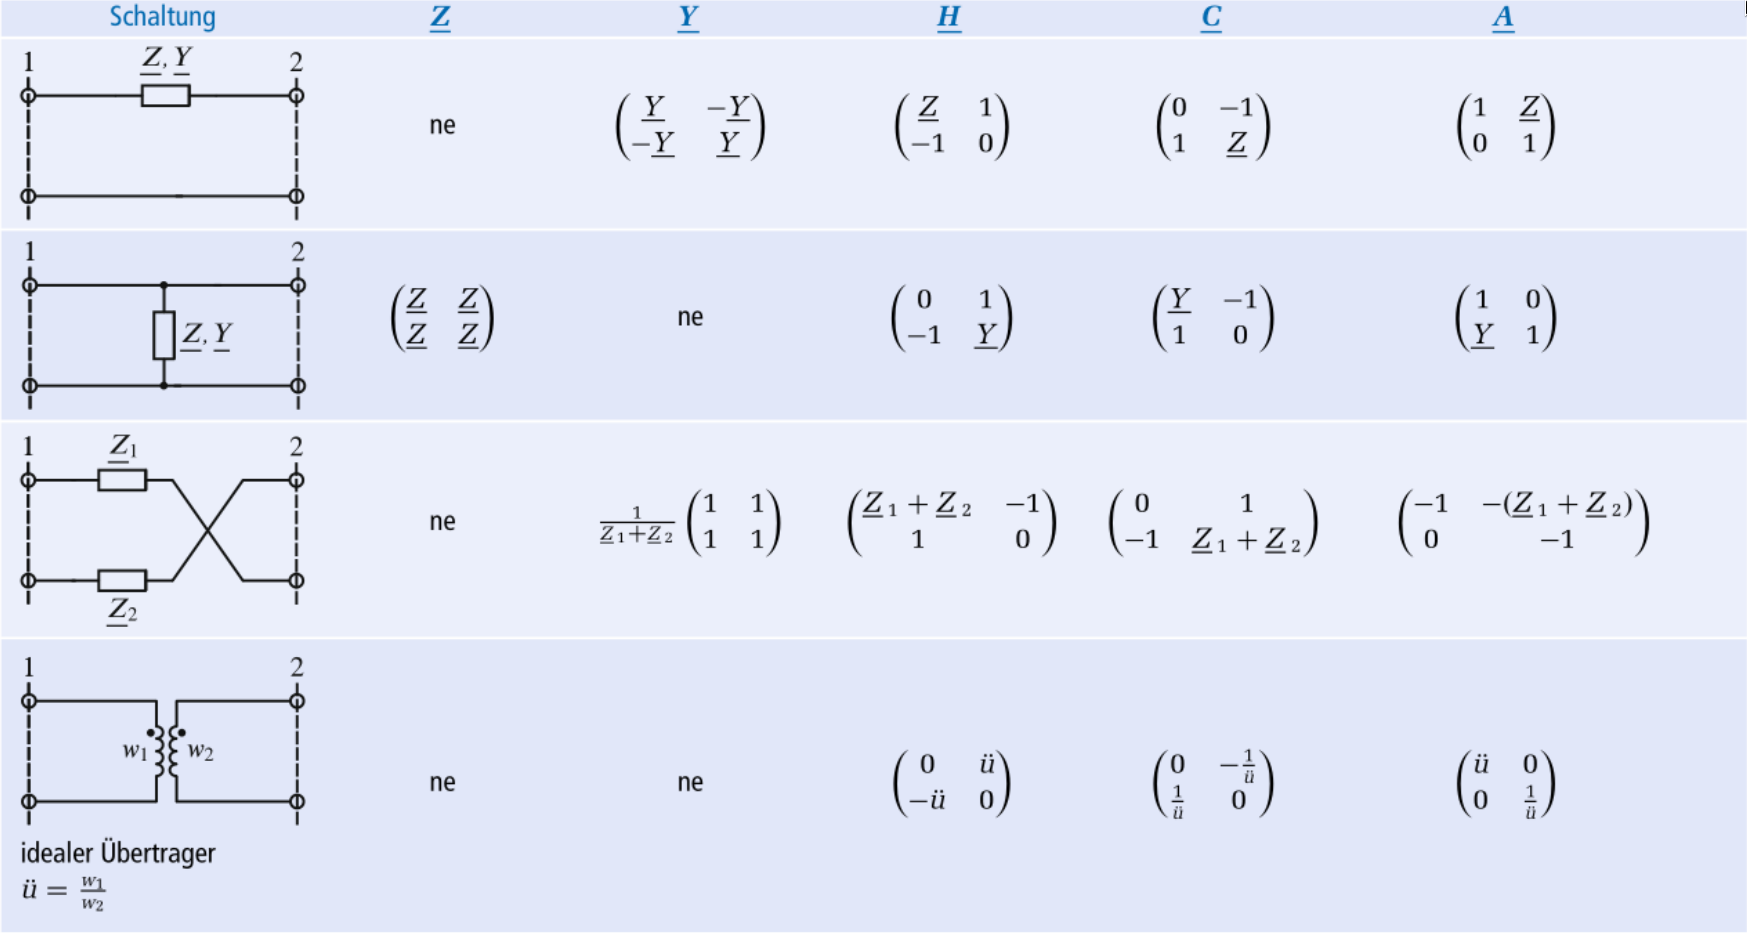 Schaltung Z Y H C A
1 Z, Y 2
ne (Y −Y −Y Y) (Z 1 −1 0) (0 −1 1 Z) (1 Z 0 1)
1 2
Z, Y
(Z Z Z Z) ne (0 1 −1 Y) (Y −1 1 0) (1 0 Y 1)
1 Z₁ 2
Z₂
ne 1/(Z₁+Z₂) (1 1 1 1) (Z₁ + Z₂ −1 1 0) (0 1 −1 Z₁ + Z₂) (−1 −(Z₁ + Z₂) 0 −1)
1 2
w₁ w₂
ne ne (0 ü −ü 0) (0 −1/ü 1/ü 0) (ü 0 0 1/ü)
idealer Übertrager
ü = w₁/w₂